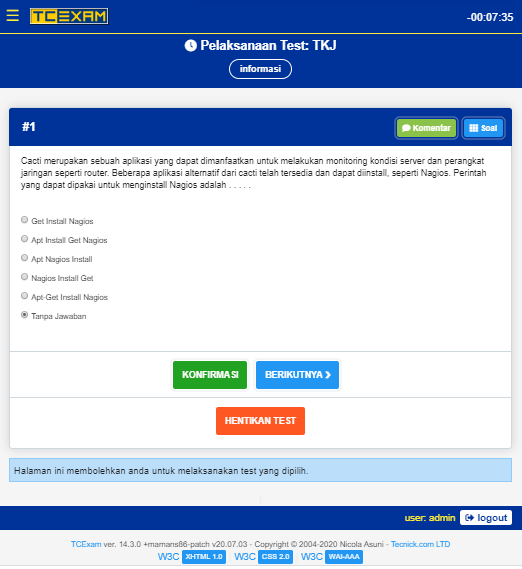 TCEXAM
-00:07:35
Pelaksanaan Test: TKJ
informasi
#1
Komentar
Soal
Cacti merupakan sebuah aplikasi yang dapat dimanfaatkan untuk melakukan monitoring kondisi server dan perangkat
jaringan seperti router. Beberapa aplikasi alternatif dari cacti telah tersedia dan dapat diinstall, seperti Nagios. Perintah
yang dapat dipakai untuk menginstall Nagios adalah . . . . .
Get Install Nagios
Apt Install Get Nagios
Apt Nagios Install
Nagios Install Get
Apt-Get Install Nagios
Tanpa Jawaban
KONFIRMASI
BERIKUTNYA ❯
HENTIKAN TEST
Halaman ini membolehkan anda untuk melaksanakan test yang dipilih.
user: admin
logout
TCExam ver. 14.3.0 +mamans86-patch v20.07.03 - Copyright © 2004-2020 Nicola Asuni - Tecnick.com LTD
W3C XHTML 1.0 W3C CSS 2.0 W3C WAI-AAA